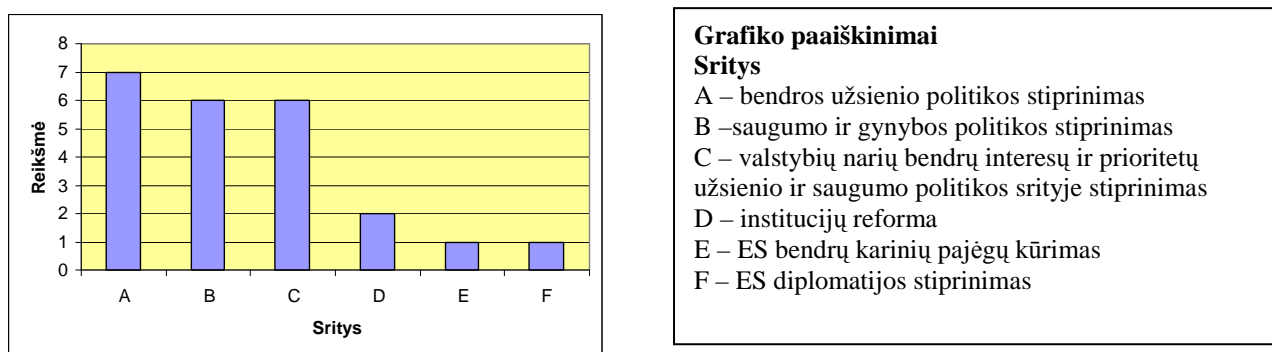 8
7
6
5
4
3
2
1
0
Reikšmė
A B C D E F
Sritys
Grafiko paaiškinimai
Sritys
A – bendros užsienio politikos stiprinimas
B –saugumo ir gynybos politikos stiprinimas
C – valstybių narių bendrų interesų ir prioritetų
užsienio ir saugumo politikos srityje stiprinimas
D – institucijų reforma
E – ES bendrų karinių pajėgų kūrimas
F – ES diplomatijos stiprinimas